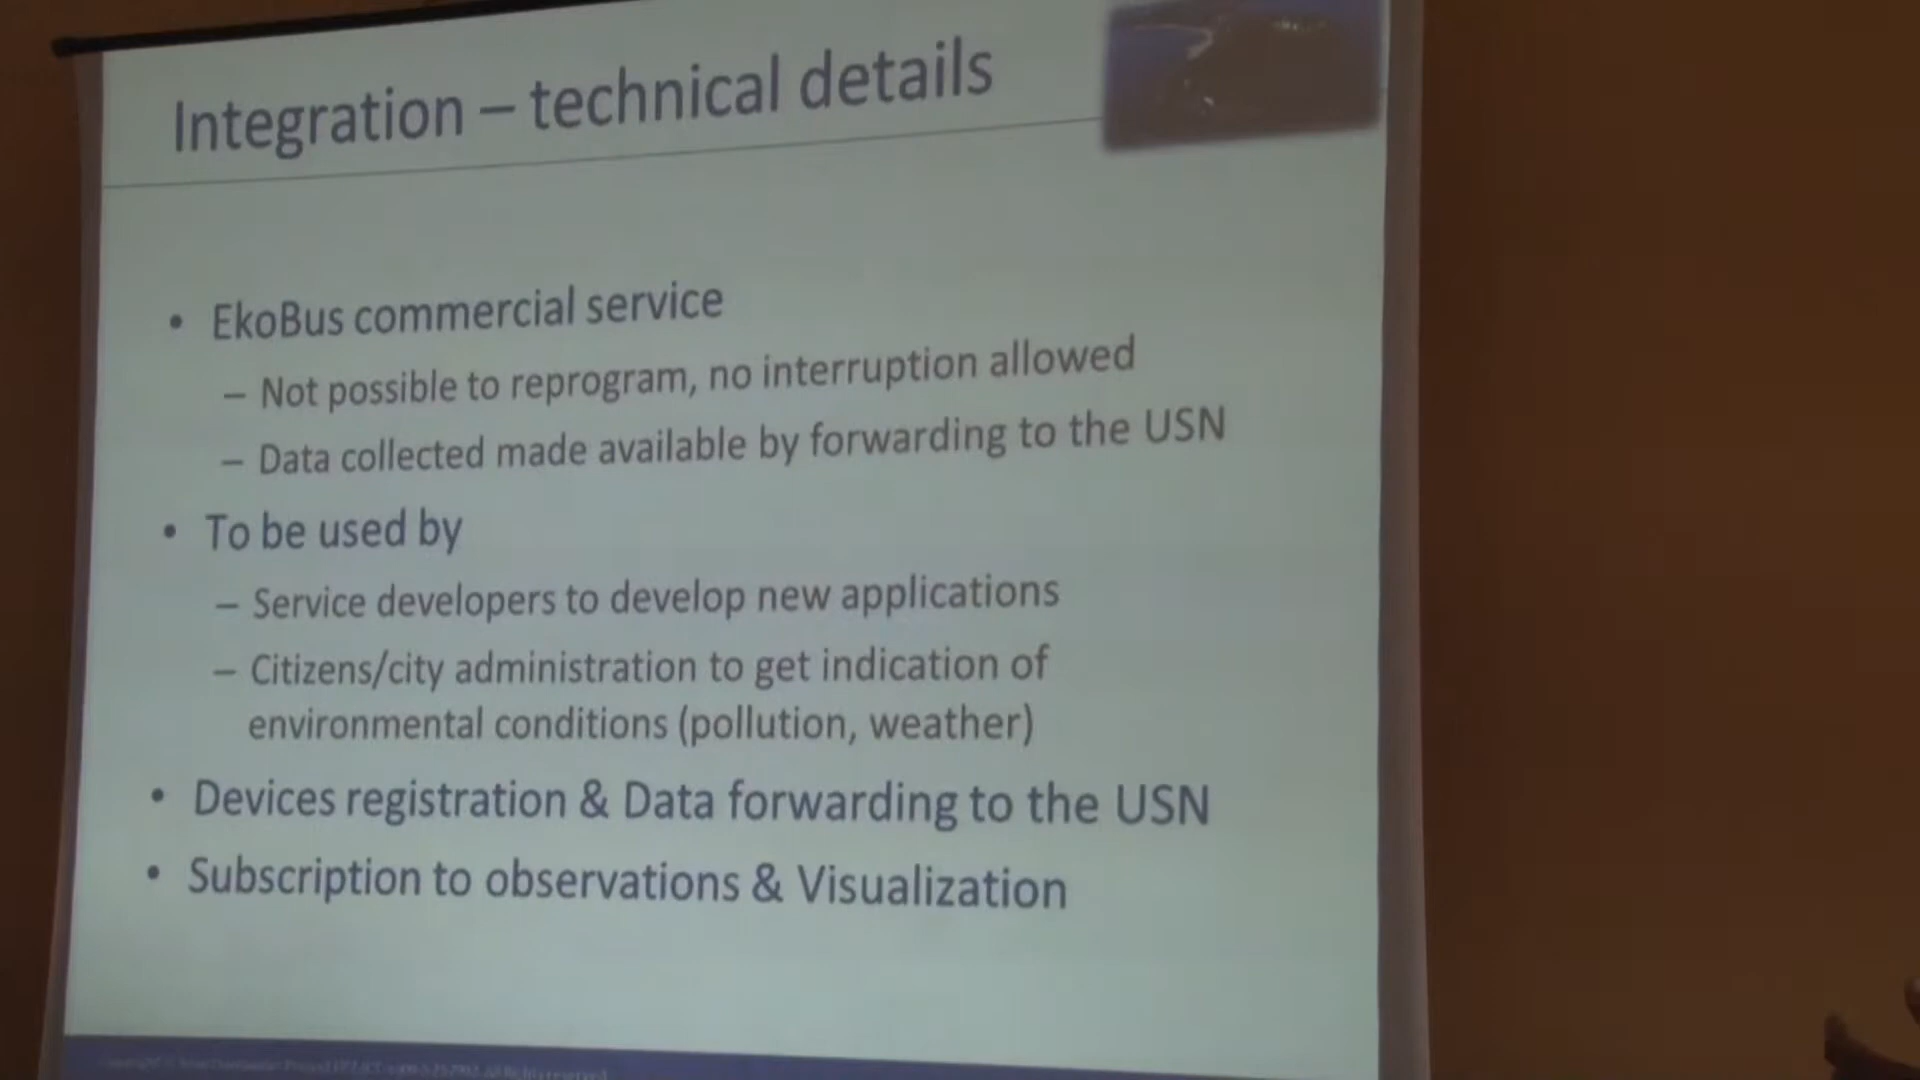 Integration – technical details
• EkoBus commercial service
– Not possible to reprogram, no interruption allowed
– Data collected made available by forwarding to the USN
• To be used by
– Service developers to develop new applications
– Citizens/city administration to get indication of
environmental conditions (pollution, weather)
• Devices registration & Data forwarding to the USN
• Subscription to observations & Visualization